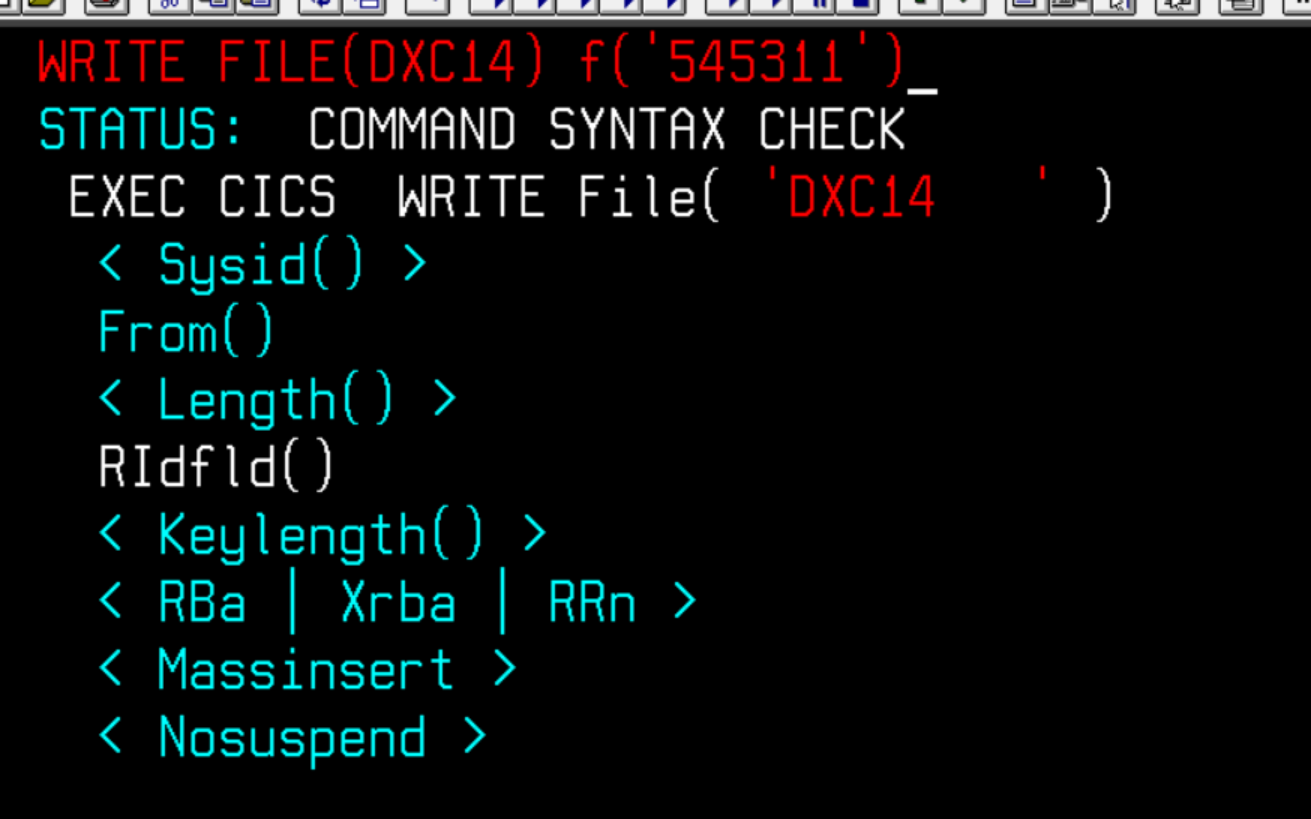 WRITE FILE(DXC14) f('545311')_
STATUS:  COMMAND SYNTAX CHECK
EXEC CICS  WRITE File( 'DXC14   ' )
< Sysid() >
From()
< Length() >
RIdfld()
< Keylength() >
< RBa | Xrba | RRn >
< Massinsert >
< Nosuspend >